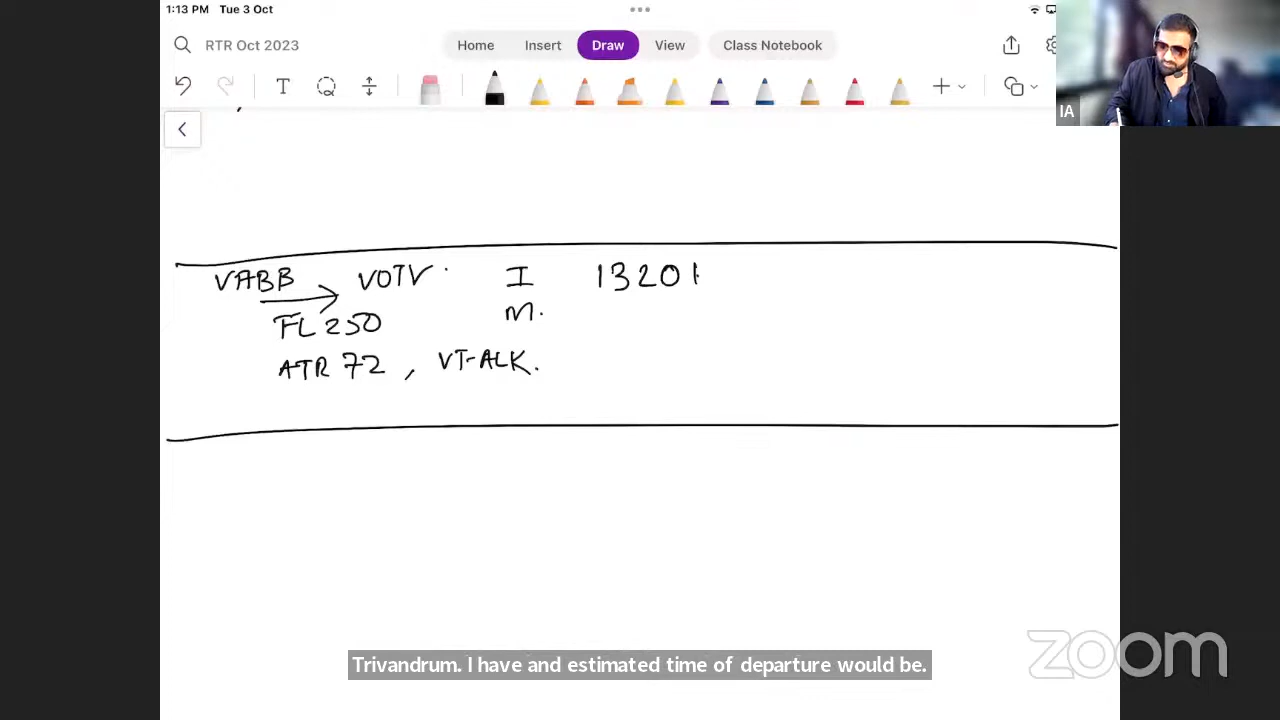 1:13 PM Tue 3 Oct
RTR Oct 2023
Home Insert Draw View Class Notebook
T
IA
VABB → VOTV. I 1320
FL 250 M.
ATR 72, VT-ALK.
Trivandrum. I have and estimated time of departure would be.
zoom